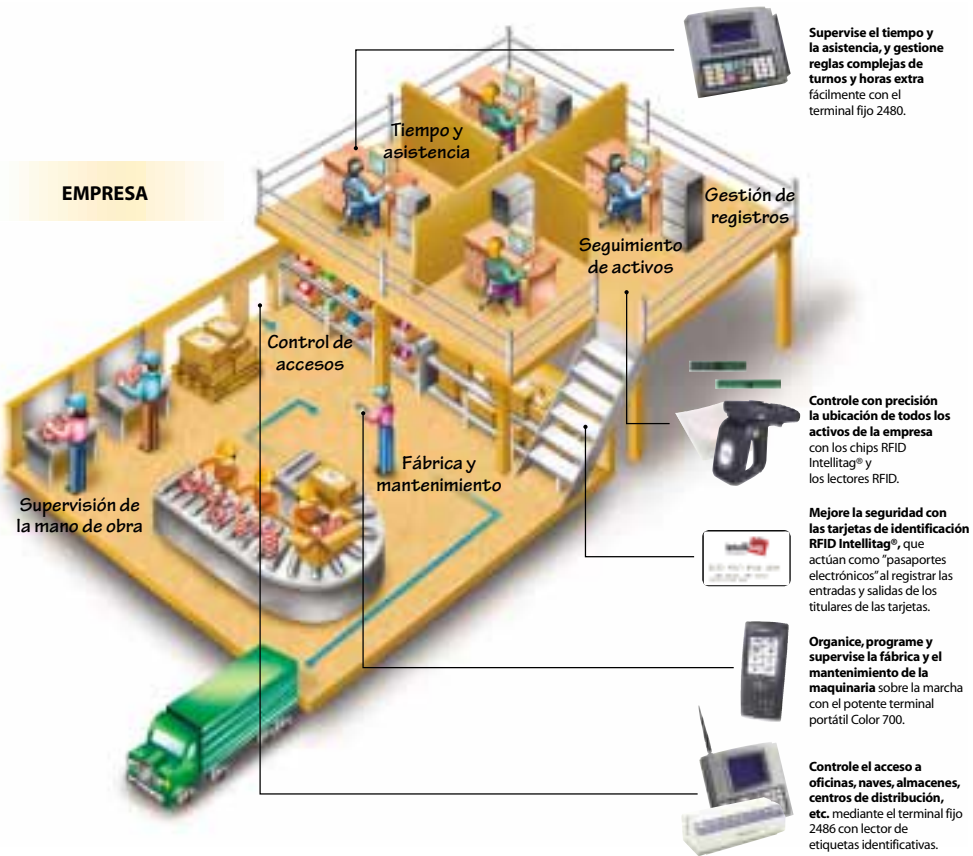 EMPRESA
Tiempo y
asistencia
Gestión de
registros
Seguimiento
de activos
Control de
accesos
Fábrica y
mantenimiento
Supervisión de
la mano de obra
Supervise el tiempo y
la asistencia, y gestione
reglas complejas de
turnos y horas extra
fácilmente con el
terminal fijo 2480.
Controle con precisión
la ubicación de todos los
activos de la empresa
con los chips RFID
Intellitag® y
los lectores RFID.
Mejore la seguridad con
las tarjetas de identificación
RFID Intellitag®, que
actúan como "pasaportes
electrónicos" al registrar las
entradas y salidas de los
titulares de las tarjetas.
Organice, programe y
supervise la fábrica y el
mantenimiento de la
maquinaria sobre la marcha
con el potente terminal
portátil Color 700.
Controle el acceso a
oficinas, naves, almacenes,
centros de distribución,
etc. mediante el terminal fijo
2486 con lector de
etiquetas identificativas.